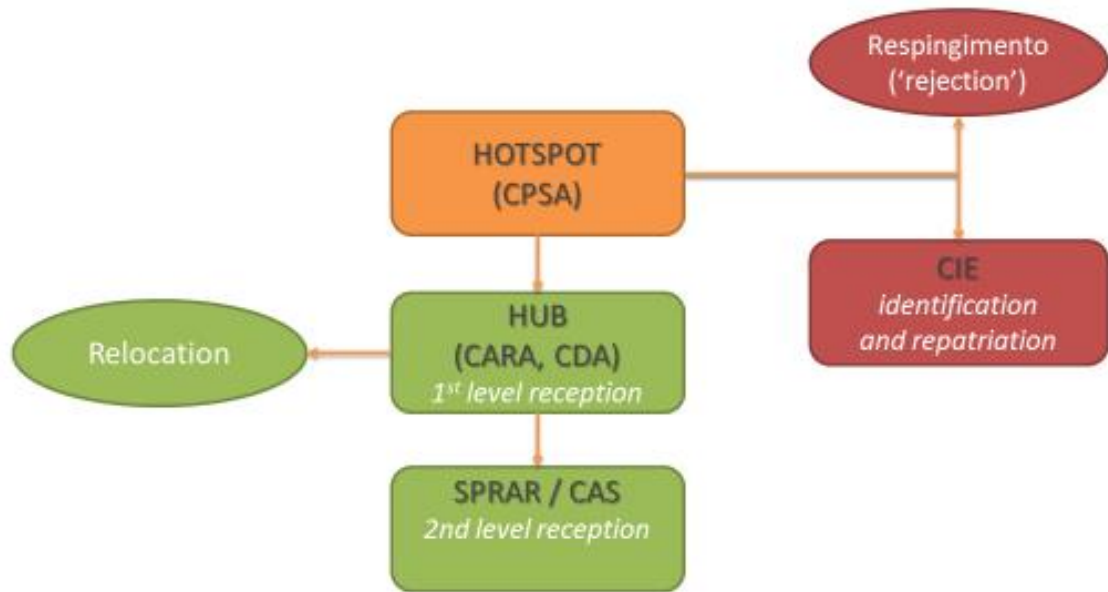 Respingimento
(‘rejection’)
HOTSPOT
(CPSA)
CIE
identification
and repatriation
HUB
(CARA, CDA)
1st level reception
Relocation
SPRAR / CAS
2nd level reception